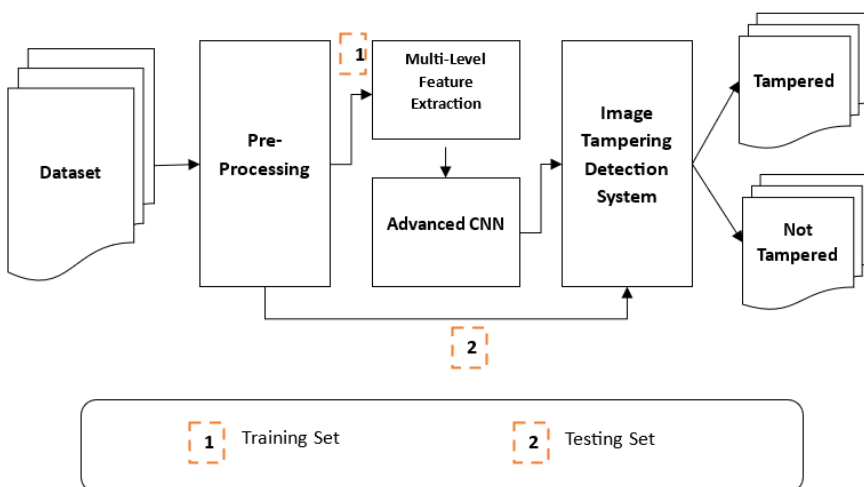 Dataset
Pre-
Processing
1
Multi-Level
Feature
Extraction
Advanced CNN
Image
Tampering
Detection
System
Tampered
Not
Tampered
2
1 Training Set
2 Testing Set